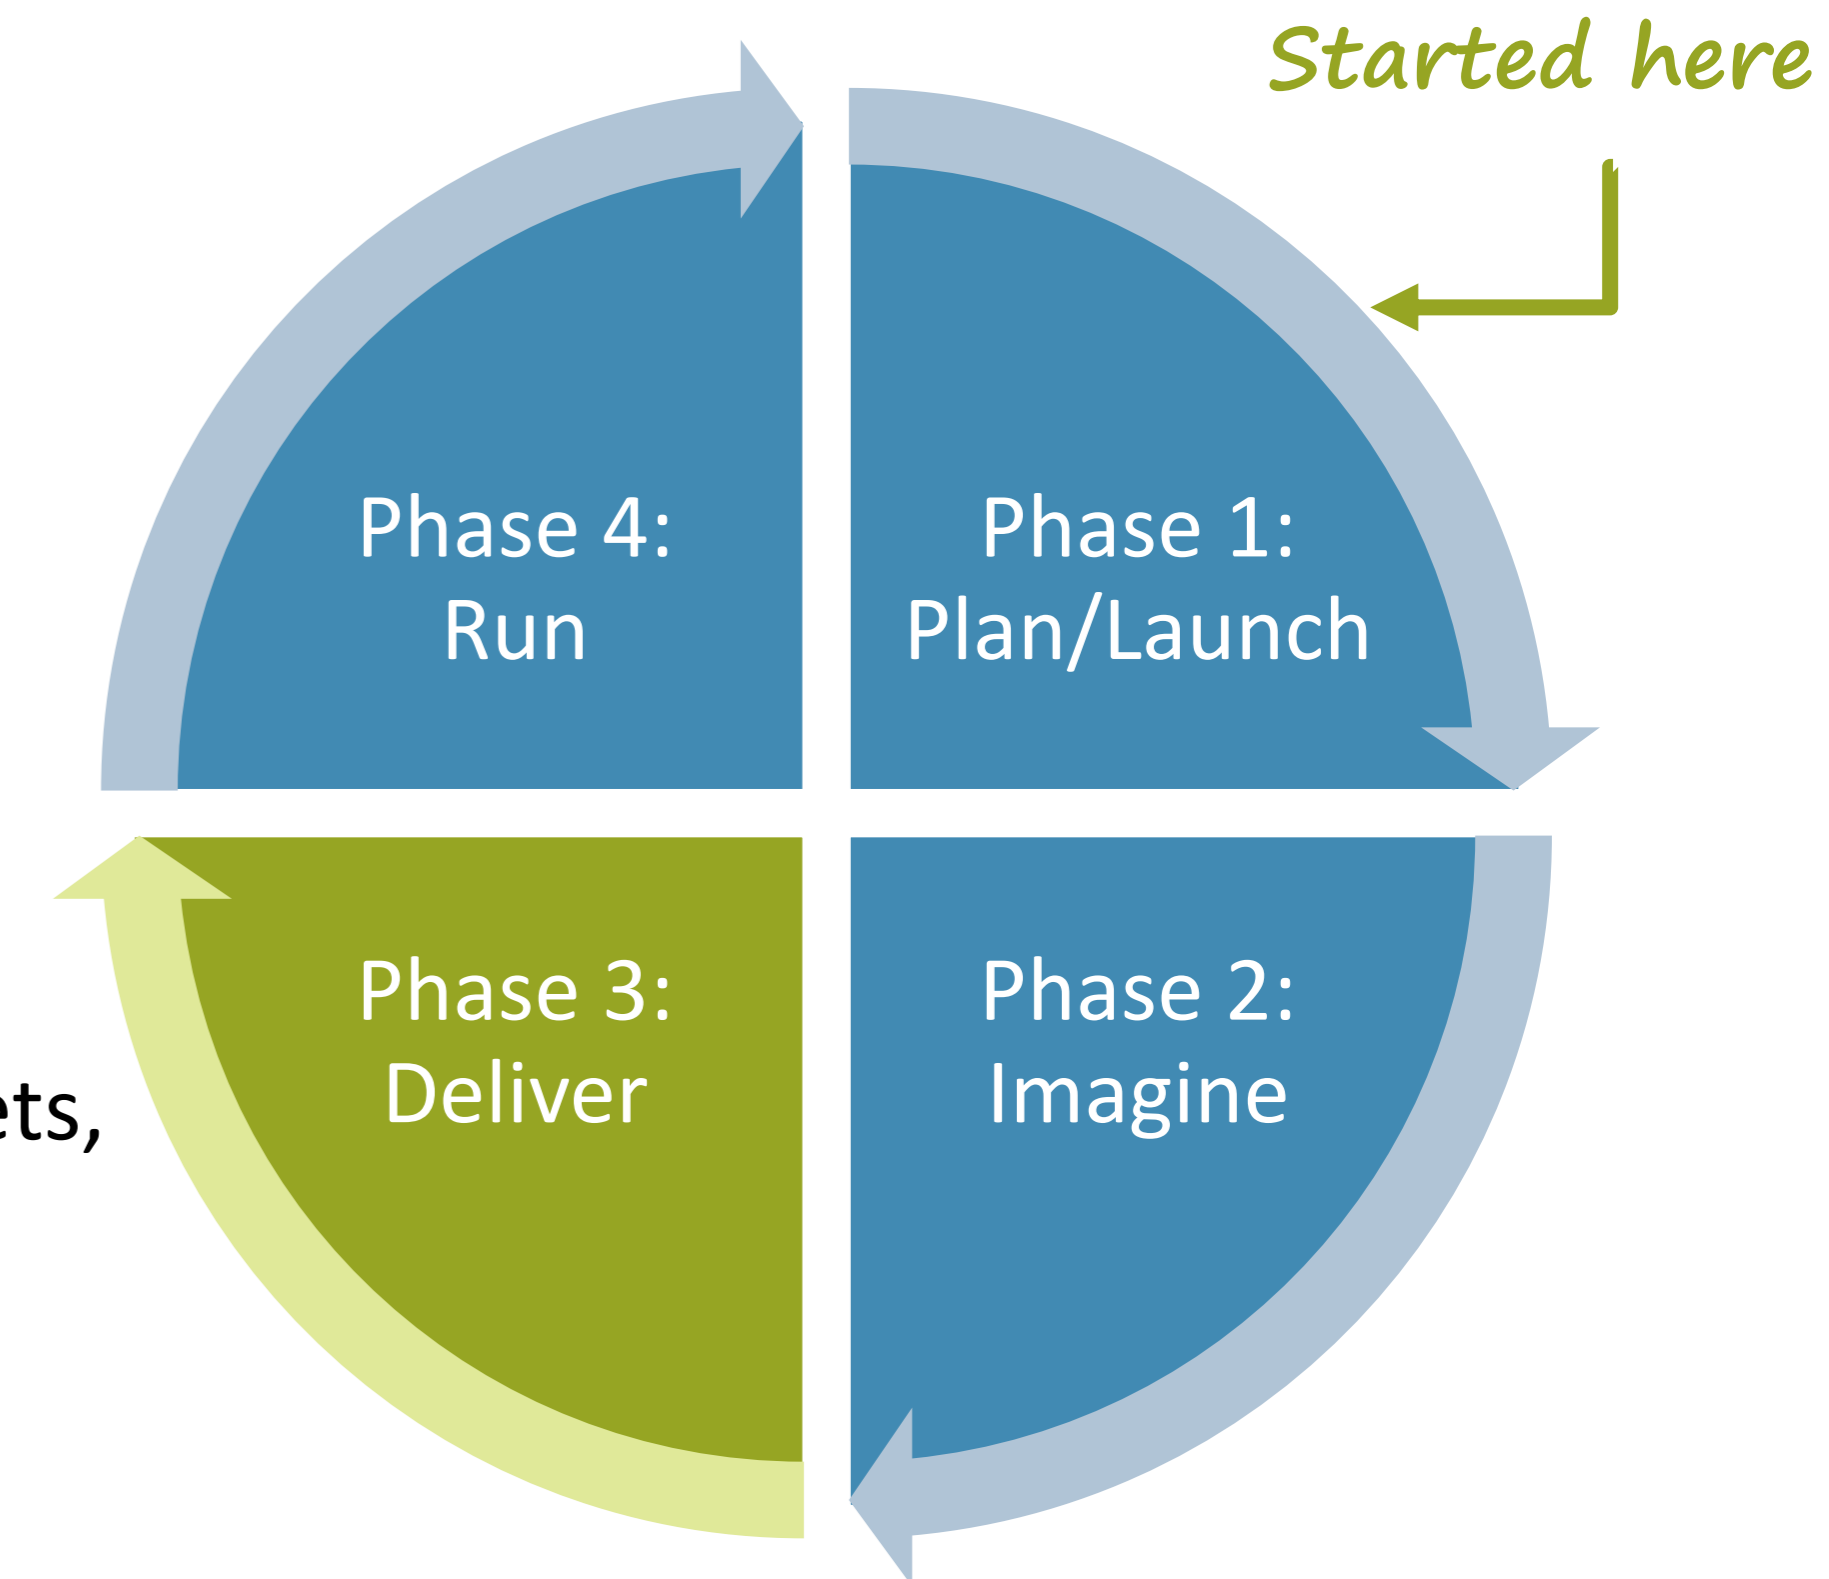 Started here
Phase 4:
Run
Phase 1:
Plan/Launch
Phase 3:
Deliver
Phase 2:
Imagine